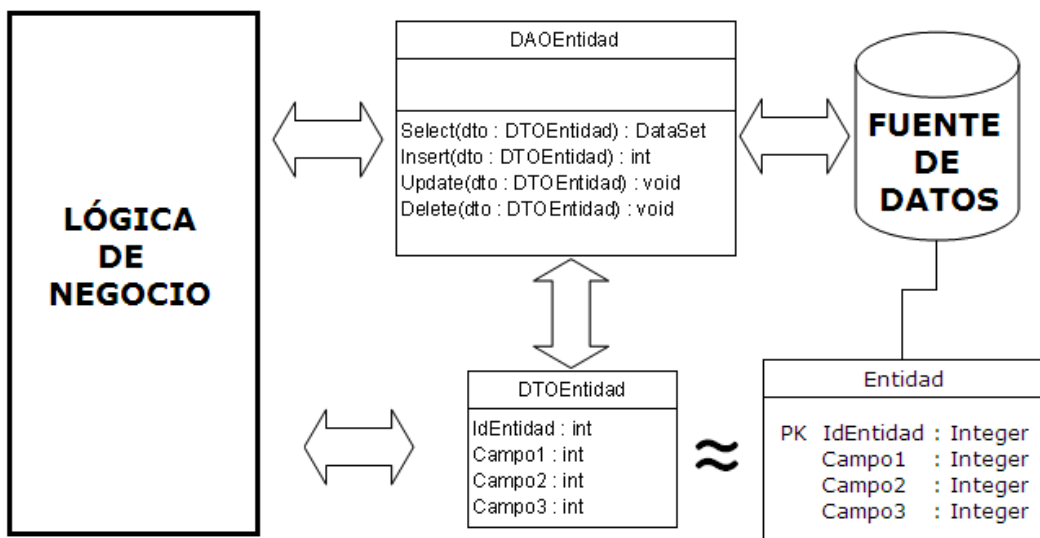 LÓGICA
DE
NEGOCIO
DAOEntidad
Select(dto : DTOEntidad) : DataSet
Insert(dto : DTOEntidad) : int
Update(dto : DTOEntidad) : void
Delete(dto : DTOEntidad) : void
FUENTE
DE
DATOS
DTOEntidad
IdEntidad : int
Campo1 : int
Campo2 : int
Campo3 : int
≈
Entidad
PK IdEntidad : Integer
Campo1 : Integer
Campo2 : Integer
Campo3 : Integer